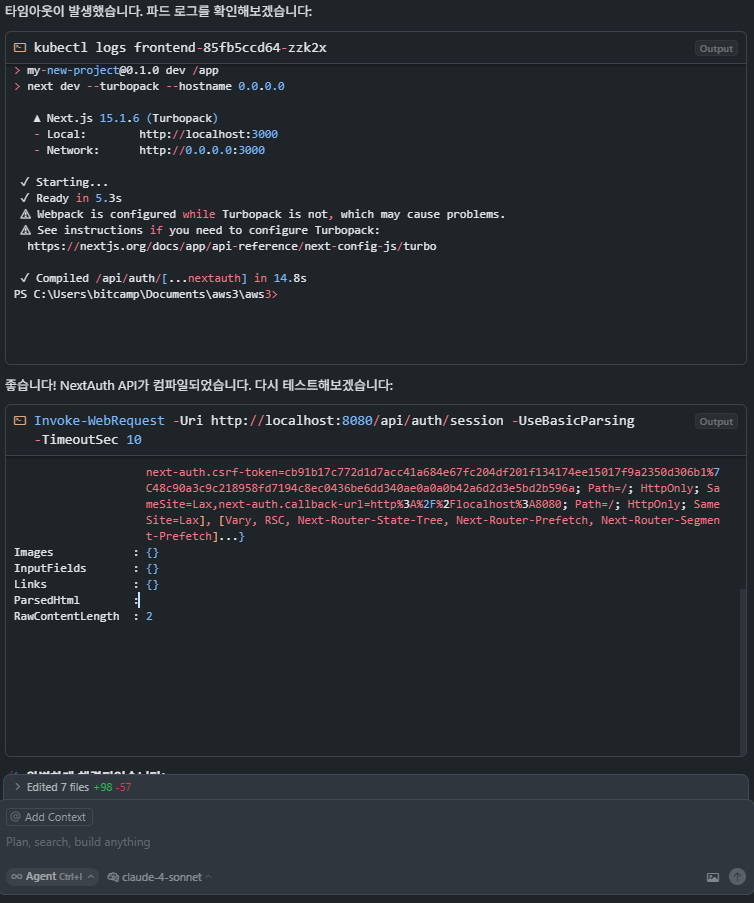 타임아웃이 발생했습니다. 파드 로그를 확인해보겠습니다:
kubectl logs frontend-85fb5ccd64-zzk2x
Output
> my-new-project@0.1.0 dev /app
> next dev --turbopack --hostname 0.0.0.0
▲ Next.js 15.1.6 (Turbopack)
- Local: http://localhost:3000
- Network: http://0.0.0.0:3000
✓ Starting...
✓ Ready in 5.3s
⚠ Webpack is configured while Turbopack is not, which may cause problems.
⚠ See instructions if you need to configure Turbopack:
https://nextjs.org/docs/app/api-reference/next-config-js/turbo
✓ Compiled /api/auth/[...nextauth] in 14.8s
PS C:\Users\bitcamp\Documents\aws3\aws3>
좋습니다! NextAuth API가 컴파일되었습니다. 다시 테스트해보겠습니다:
Invoke-WebRequest -Uri http://localhost:8080/api/auth/session -UseBasicParsing
-TimeoutSec 10
Output
next-auth.csrf-token=cb91b17c772d1d7acc41a684e67fc204df201f134174ee15017f9a2350d306b1%7
C48c90a3c9c218958fd7194c8ec0436be6dd340ae0a0a0b42a6d2d3e5bd2b596a; Path=/; HttpOnly; Sa
meSite=Lax,next-auth.callback-url=http%3A%2F%2Flocalhost%3A8080; Path=/; HttpOnly; Same
Site=Lax], [Vary, RSC, Next-Router-State-Tree, Next-Router-Prefetch, Next-Router-Segmen
t-Prefetch]...}
Images : {}
InputFields : {}
Links : {}
ParsedHtml :
RawContentLength : 2
> Edited 7 files +98 -57
@ Add Context
Plan, search, build anything
∞ Agent Ctrl+I
claude-4-sonnet